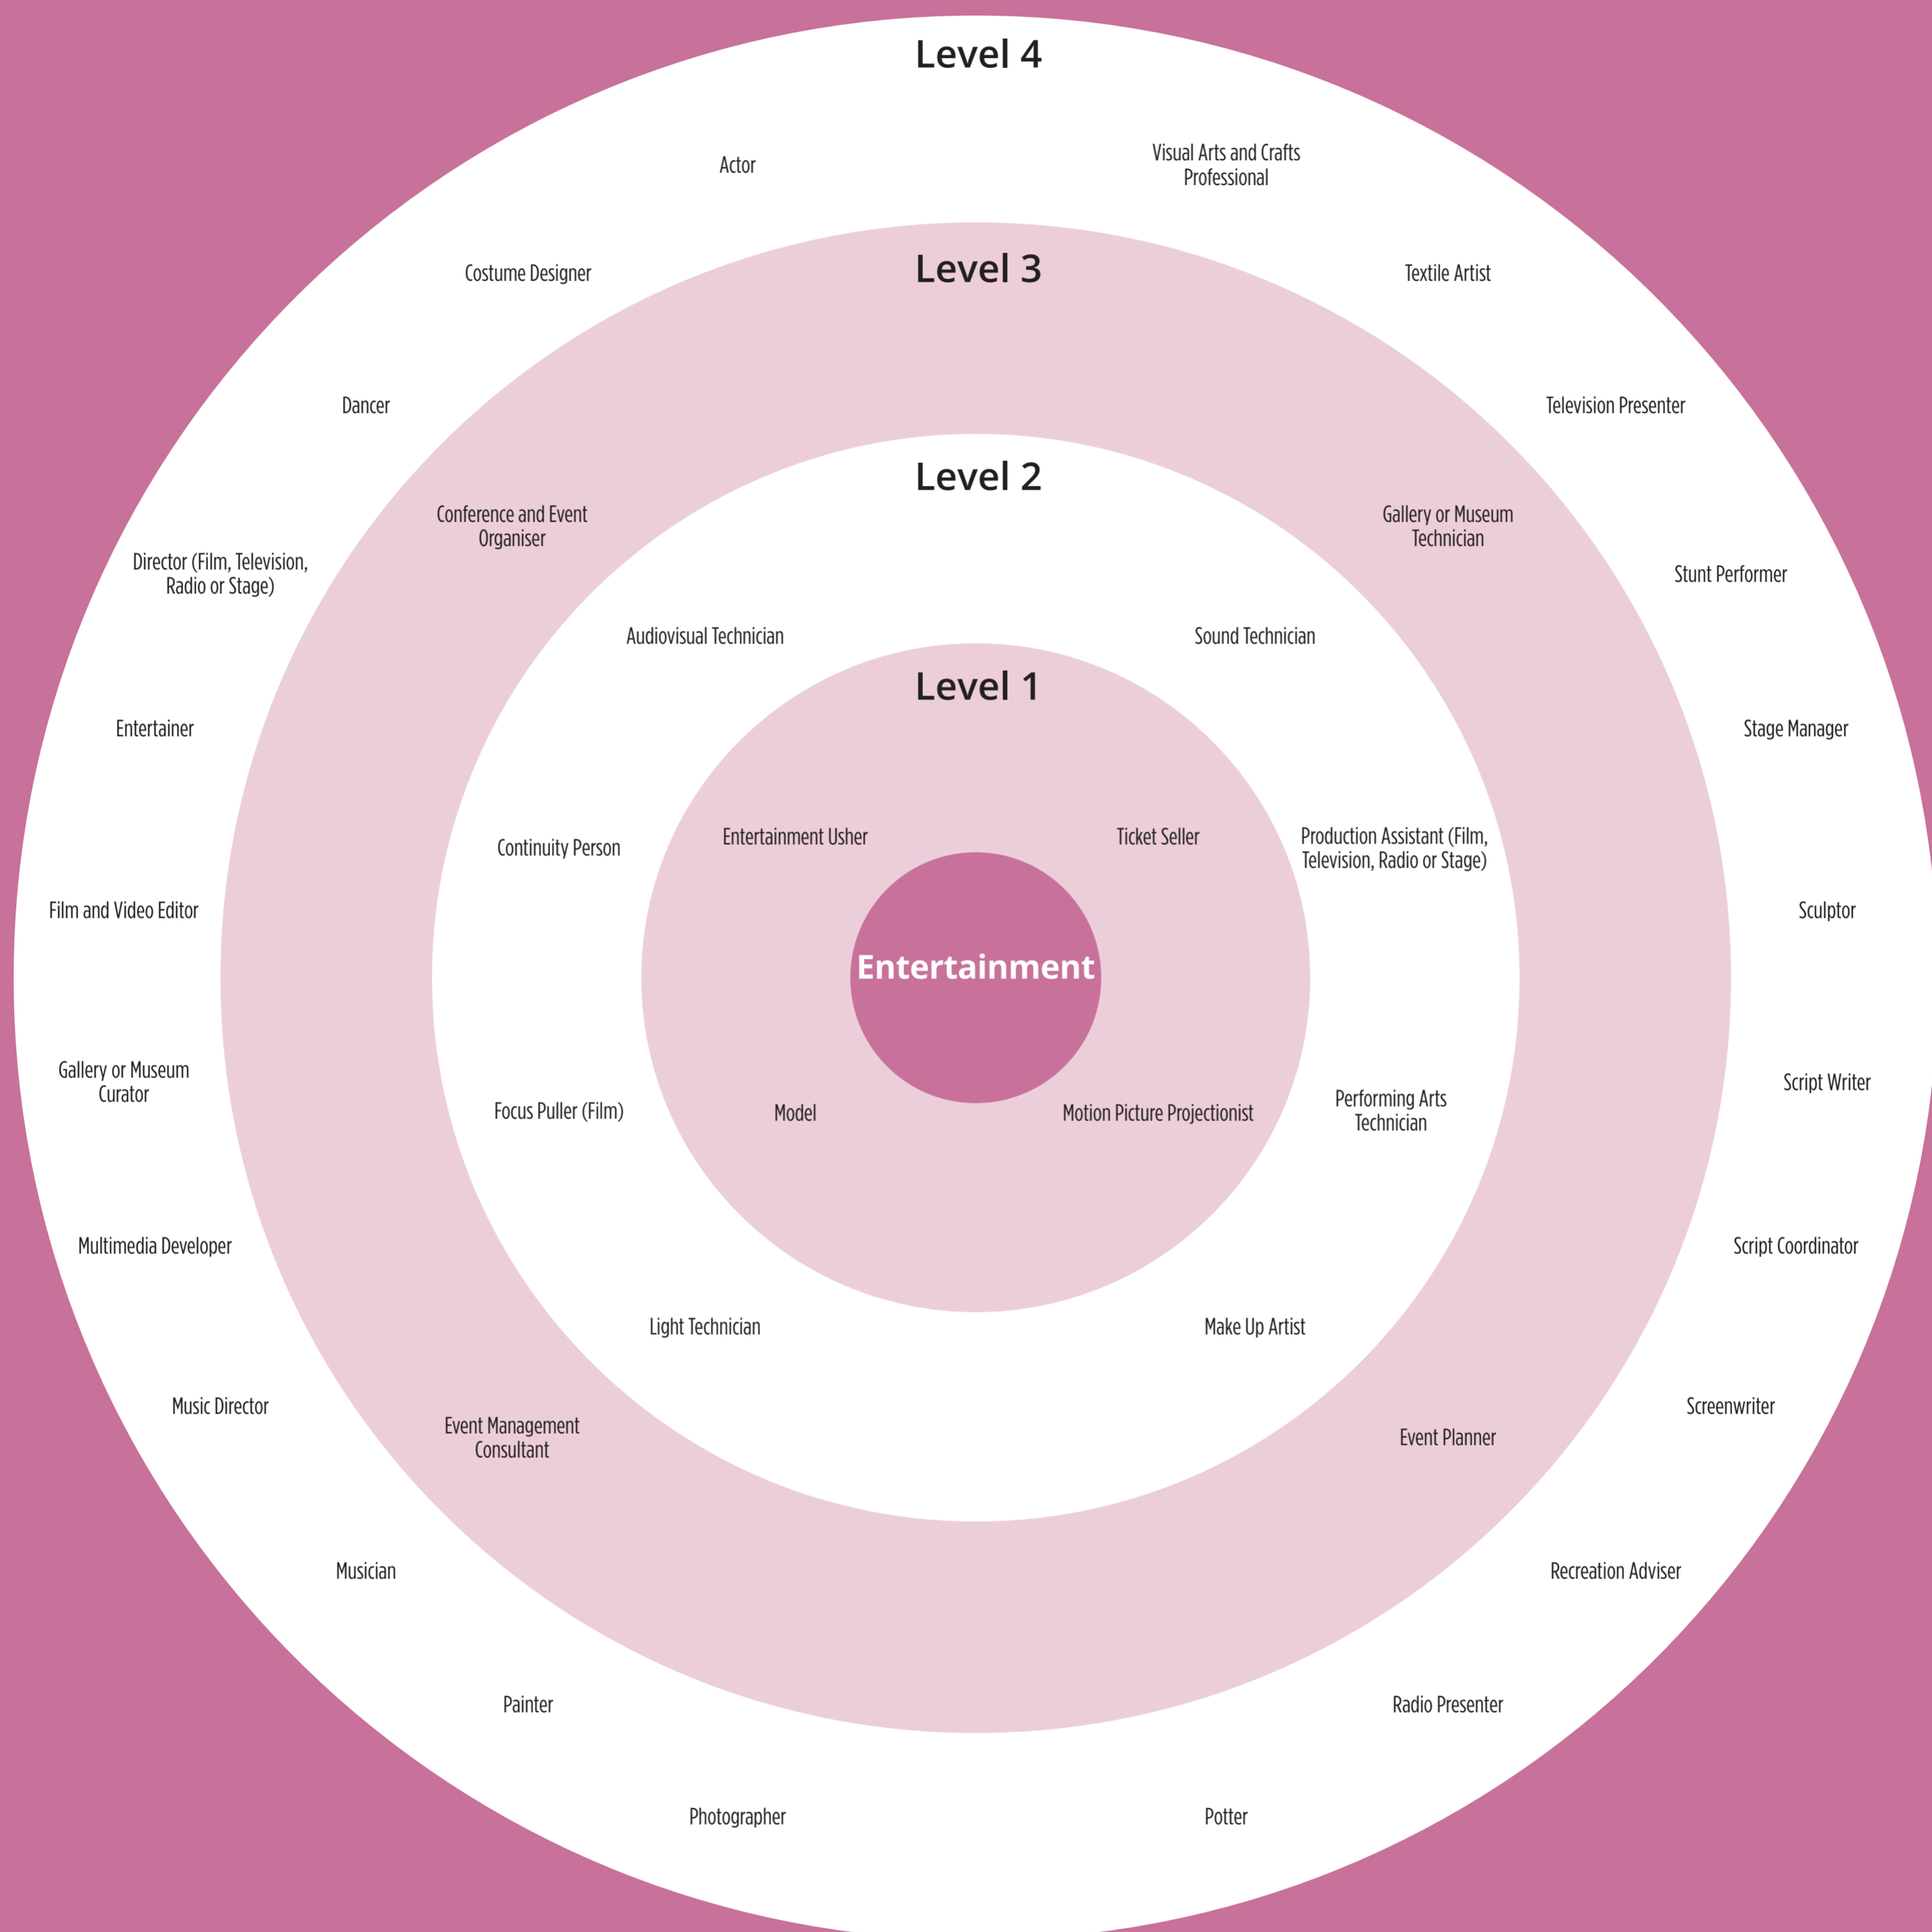 Level 4
Actor
Visual Arts and Crafts
Professional
Costume Designer
Level 3
Textile Artist
Dancer
Television Presenter
Level 2
Conference and Event
Organiser
Gallery or Museum
Technician
Director (Film, Television,
Radio or Stage)
Stunt Performer
Audiovisual Technician
Sound Technician
Level 1
Entertainer
Stage Manager
Continuity Person
Entertainment Usher
Ticket Seller
Production Assistant (Film,
Television, Radio or Stage)
Film and Video Editor
Sculptor
Entertainment
Gallery or Museum
Curator
Script Writer
Focus Puller (Film)
Model
Motion Picture Projectionist
Performing Arts
Technician
Multimedia Developer
Script Coordinator
Light Technician
Make Up Artist
Music Director
Screenwriter
Event Management
Consultant
Event Planner
Musician
Recreation Adviser
Painter
Radio Presenter
Photographer
Potter